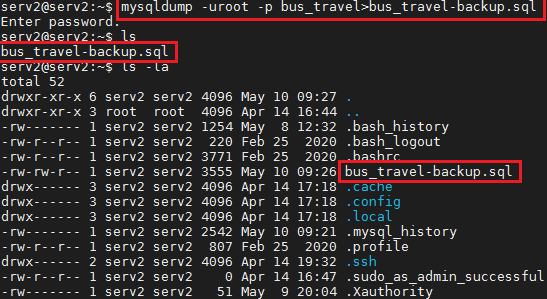 serv2@serv2:~$ mysqldump -uroot -p bus_travel>bus_travel-backup.sql
Enter password:
serv2@serv2:~$ ls
bus_travel-backup.sql
serv2@serv2:~$ ls -la
total 52
drwxr-xr-x 6 serv2 serv2 4096 May 10 09:27 .
drwxr-xr-x 3 root  root  4096 Apr 14 16:44 ..
-rw------- 1 serv2 serv2 1254 May  8 12:32 .bash_history
-rw-r--r-- 1 serv2 serv2  220 Feb 25  2020 .bash_logout
-rw-r--r-- 1 serv2 serv2 3771 Feb 25  2020 .bashrc
-rw-rw-r-- 1 serv2 serv2 3555 May 10 09:26 bus_travel-backup.sql
drwx------ 3 serv2 serv2 4096 Apr 14 17:18 .cache
drwx------ 3 serv2 serv2 4096 Apr 14 17:18 .config
drwx------ 3 serv2 serv2 4096 Apr 14 17:18 .local
-rw------- 1 serv2 serv2 2542 May 10 09:21 .mysql_history
-rw-r--r-- 1 serv2 serv2  807 Feb 25  2020 .profile
drwx------ 2 serv2 serv2 4096 Apr 14 19:32 .ssh
-rw-r--r-- 1 serv2 serv2    0 Apr 14 16:47 .sudo_as_admin_successful
-rw------- 1 serv2 serv2   51 May  9 20:04 .Xauthority